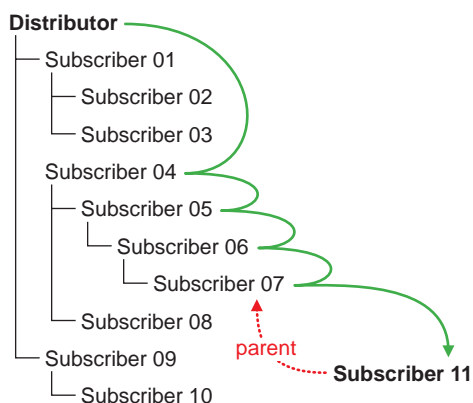 Distributor
Subscriber 01
Subscriber 02
Subscriber 03
Subscriber 04
Subscriber 05
Subscriber 06
Subscriber 07
Subscriber 08
parent
Subscriber 09
Subscriber 11
Subscriber 10